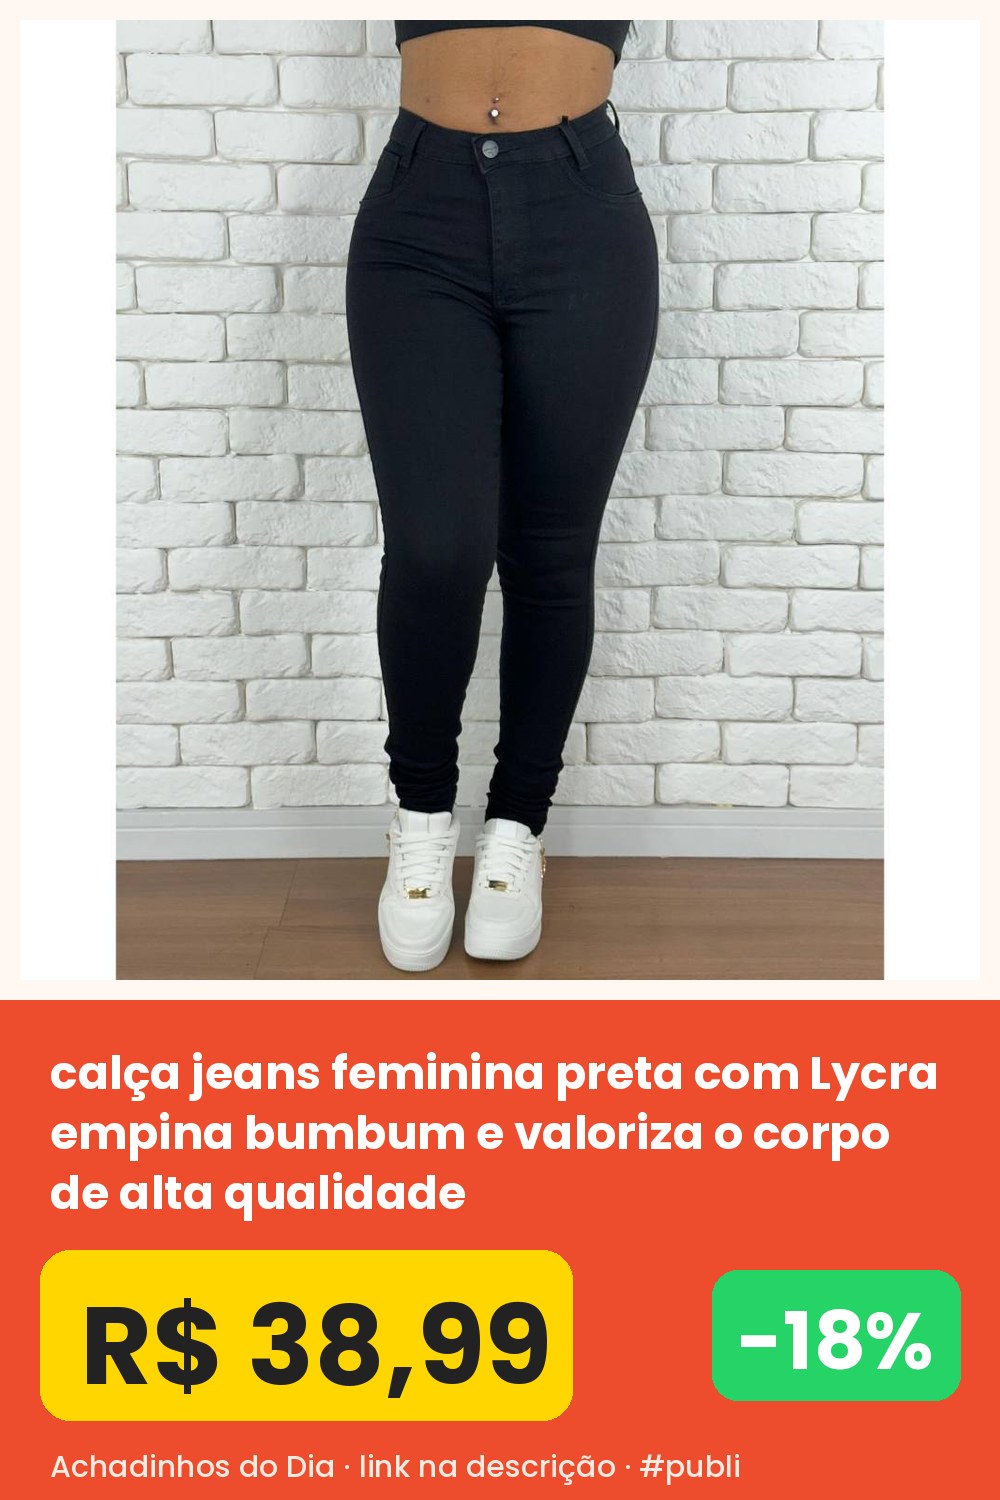 calça jeans feminina preta com Lycra
empina bumbum e valoriza o corpo
de alta qualidade
R$ 38,99
-18%
Achadinhos do Dia · link na descrição · #publi